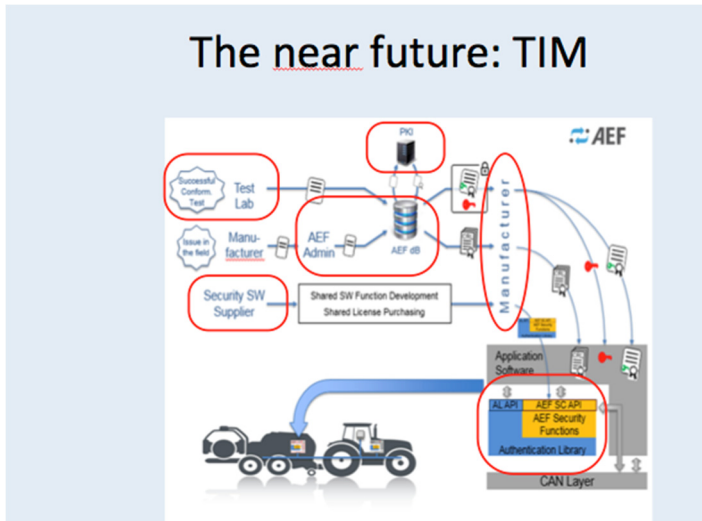 The near future: TIM
PKI
AEF
Successful
Conform.
Test
Test
Lab
Issue in
the field
Manu-
facturer
AEF
Admin
AEF dB
Manufacturer
Security SW
Supplier
Shared SW Function Development
Shared License Purchasing
Application
Software
AL API
AEF SC API
AEF Security
Functions
Authentication Library
CAN Layer